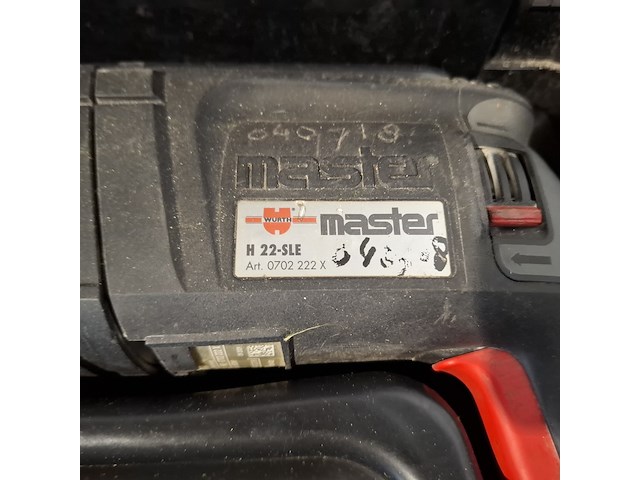 040718
master
WÜRTH master
H 22-SLE
Art. 0702 222 X